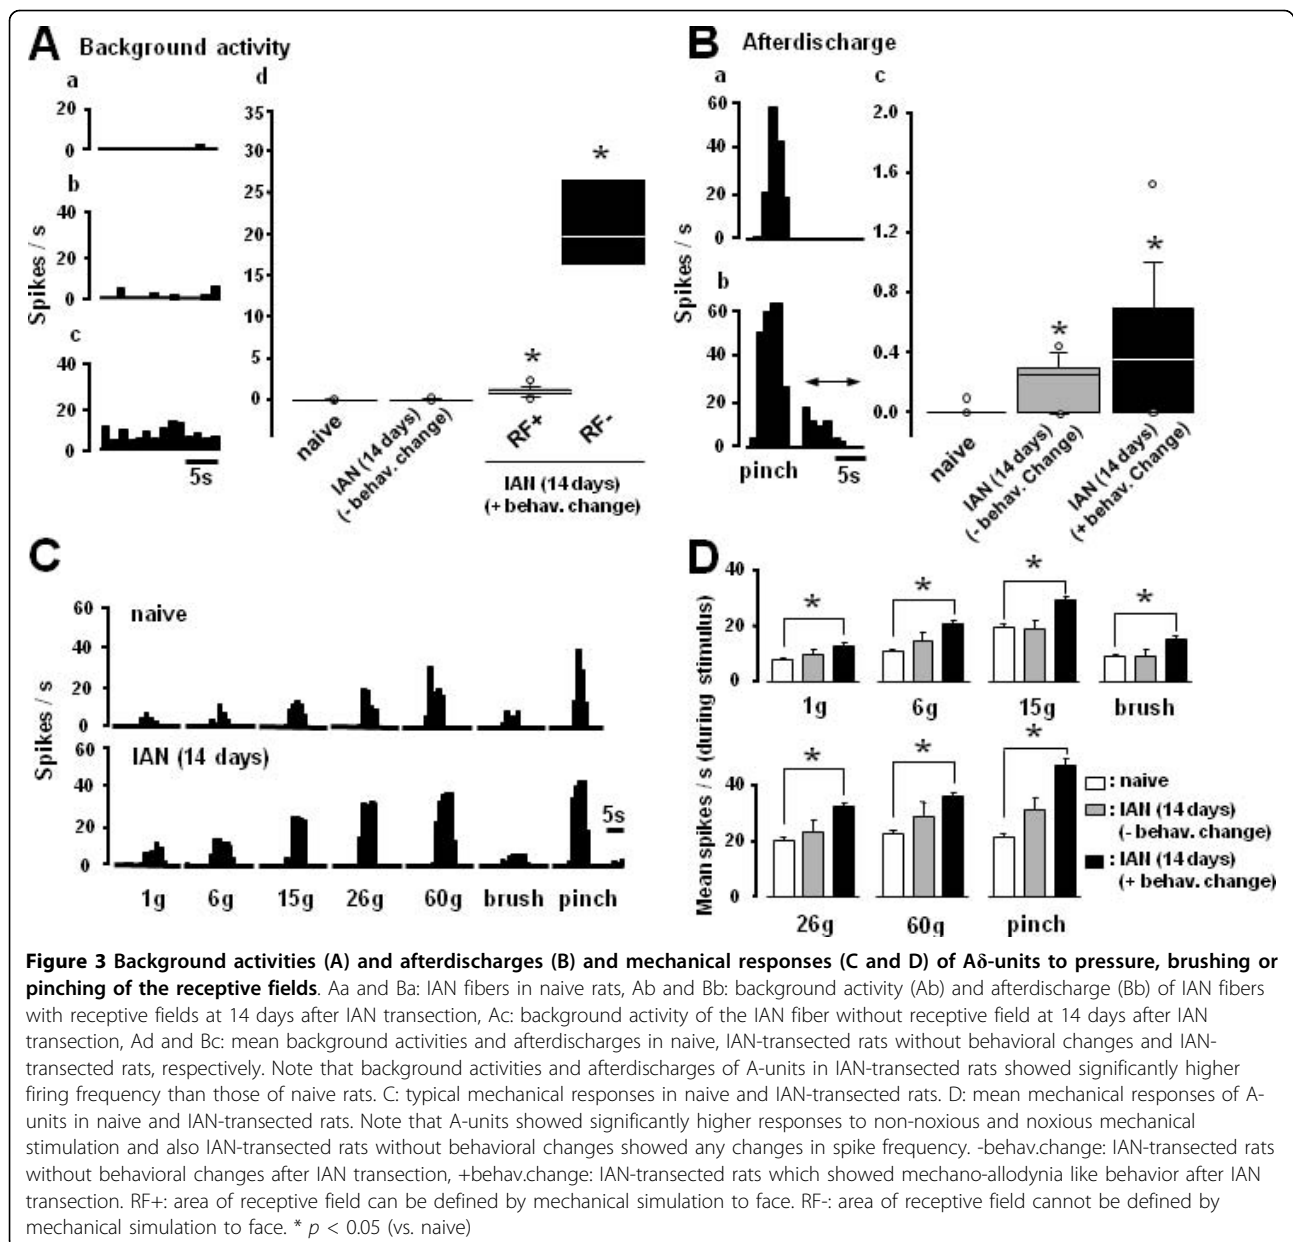 A Background activity
a
20
0
b
40
20
0
c
40
20
0
5s
Spikes / s
d
35
30
25
20
15
10
5
0
*
*
naive
IAN (14 days)
(- behav. change)
RF+
RF-
IAN (14 days)
(+ behav. change)
B Afterdischarge
a
60
40
20
0
b
80
60
40
20
0
pinch
5s
Spikes / s
c
2.0
1.6
1.2
0.8
0.4
0.0
*
*
naive
IAN (14 days)
(- behav. Change)
IAN (14 days)
(+ behav. Change)
C
naive
60
40
20
0
IAN (14 days)
60
40
20
0
5s
Spikes / s
1g 6g 15g 26g 60g brush pinch
D
Mean spikes / s (during stimulus)
40
20
0
* * * *
1g 6g 15g brush
40
20
0
* * *
26g 60g pinch
: naive
: IAN (14 days)
(- behav. change)
: IAN (14 days)
(+ behav. change)
Figure 3 Background activities (A) and afterdischarges (B) and mechanical responses (C and D) of Aδ-units to pressure, brushing or
pinching of the receptive fields. Aa and Ba: IAN fibers in naive rats, Ab and Bb: background activity (Ab) and afterdischarge (Bb) of IAN fibers
with receptive fields at 14 days after IAN transection, Ac: background activity of the IAN fiber without receptive field at 14 days after IAN
transection, Ad and Bc: mean background activities and afterdischarges in naive, IAN-transected rats without behavioral changes and IAN-
transected rats, respectively. Note that background activities and afterdischarges of A-units in IAN-transected rats showed significantly higher
firing frequency than those of naive rats. C: typical mechanical responses in naive and IAN-transected rats. D: mean mechanical responses of A-
units in naive and IAN-transected rats. Note that A-units showed significantly higher responses to non-noxious and noxious mechanical
stimulation and also IAN-transected rats without behavioral changes showed any changes in spike frequency. -behav.change: IAN-transected rats
without behavioral changes after IAN transection, +behav.change: IAN-transected rats which showed mechano-allodynia like behavior after IAN
transection. RF+: area of receptive field can be defined by mechanical simulation to face. RF-: area of receptive field cannot be defined by
mechanical simulation to face. * p < 0.05 (vs. naive)